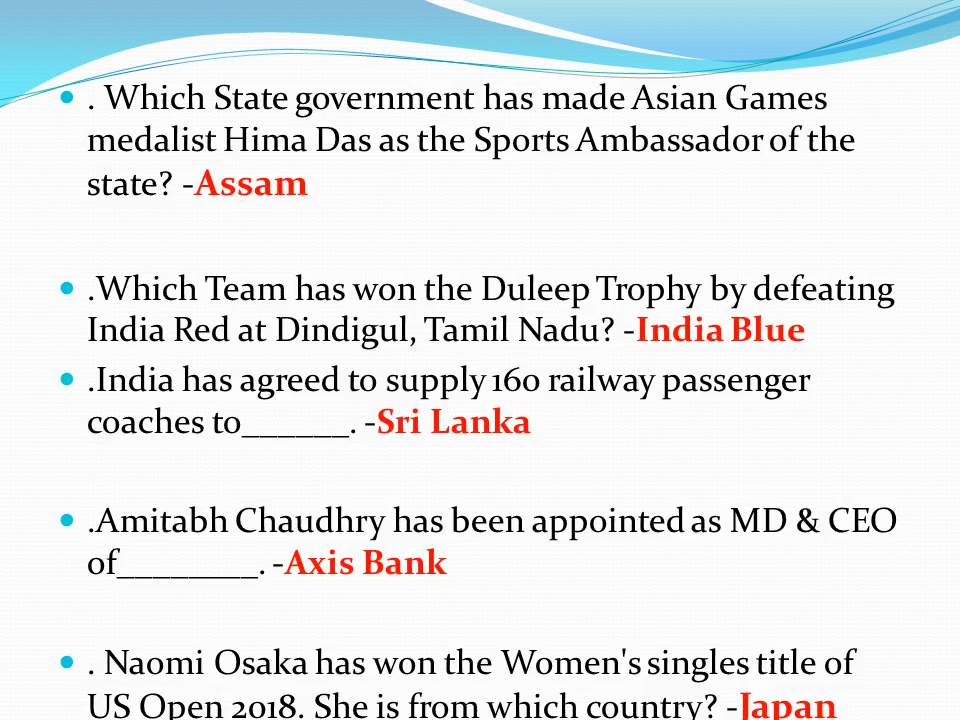 • . Which State government has made Asian Games
medalist Hima Das as the Sports Ambassador of the
state? -Assam
• .Which Team has won the Duleep Trophy by defeating
India Red at Dindigul, Tamil Nadu? -India Blue
• .India has agreed to supply 160 railway passenger
coaches to______. -Sri Lanka
• .Amitabh Chaudhry has been appointed as MD & CEO
of________. -Axis Bank
• . Naomi Osaka has won the Women's singles title of
US Open 2018. She is from which country? -Japan